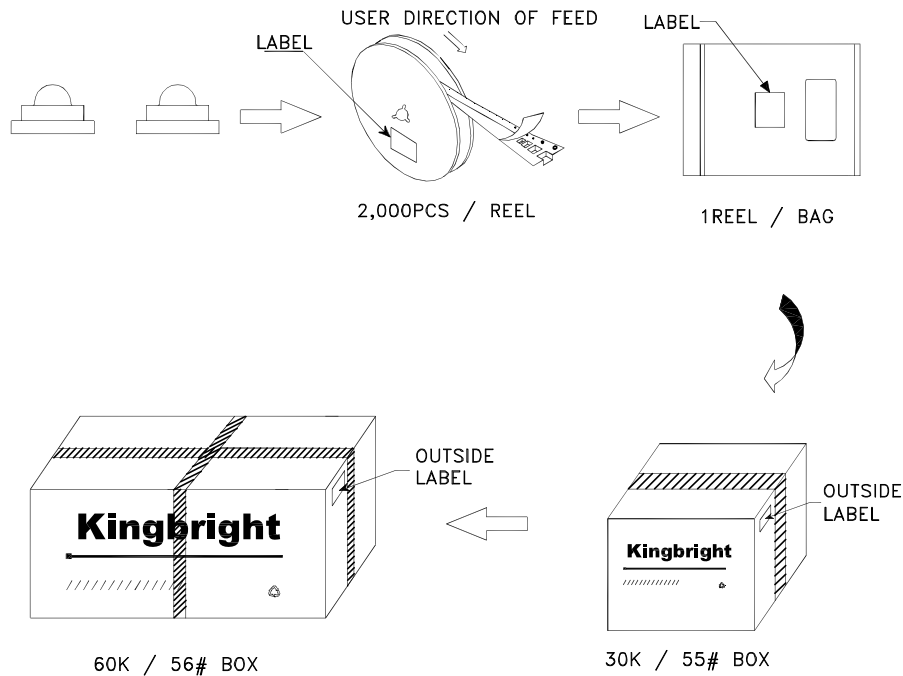 USER DIRECTION OF FEED
LABEL
LABEL
2,000PCS / REEL
1REEL / BAG
OUTSIDE
LABEL
Kingbright
60K / 56# BOX
OUTSIDE
LABEL
Kingbright
30K / 55# BOX